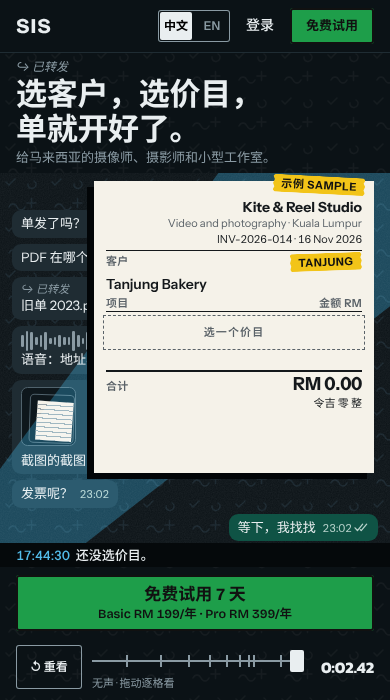 SIS
中文 EN 登录 免费试用
↪ 已转发
选客户，选价目，
单就开好了。
给马来西亚的摄像师、摄影师和小型工作室。
单发了吗?
PDF 在哪个
↪ 已转发
旧单 2023.p
语音：地址
截图的截图
发票呢？ 23:02
示例 SAMPLE
Kite & Reel Studio
Video and photography · Kuala Lumpur
INV-2026-014 · 16 Nov 2026
客户 TANJUNG
Tanjung Bakery
项目 金额 RM
选一个价目
合计 RM 0.00
令吉零整
等下，我找找 23:02
17:44:30 还没选价目。
免费试用 7 天
Basic RM 199/年 · Pro RM 399/年
↺ 重看
无声 · 拖动逐格看
0:02.42